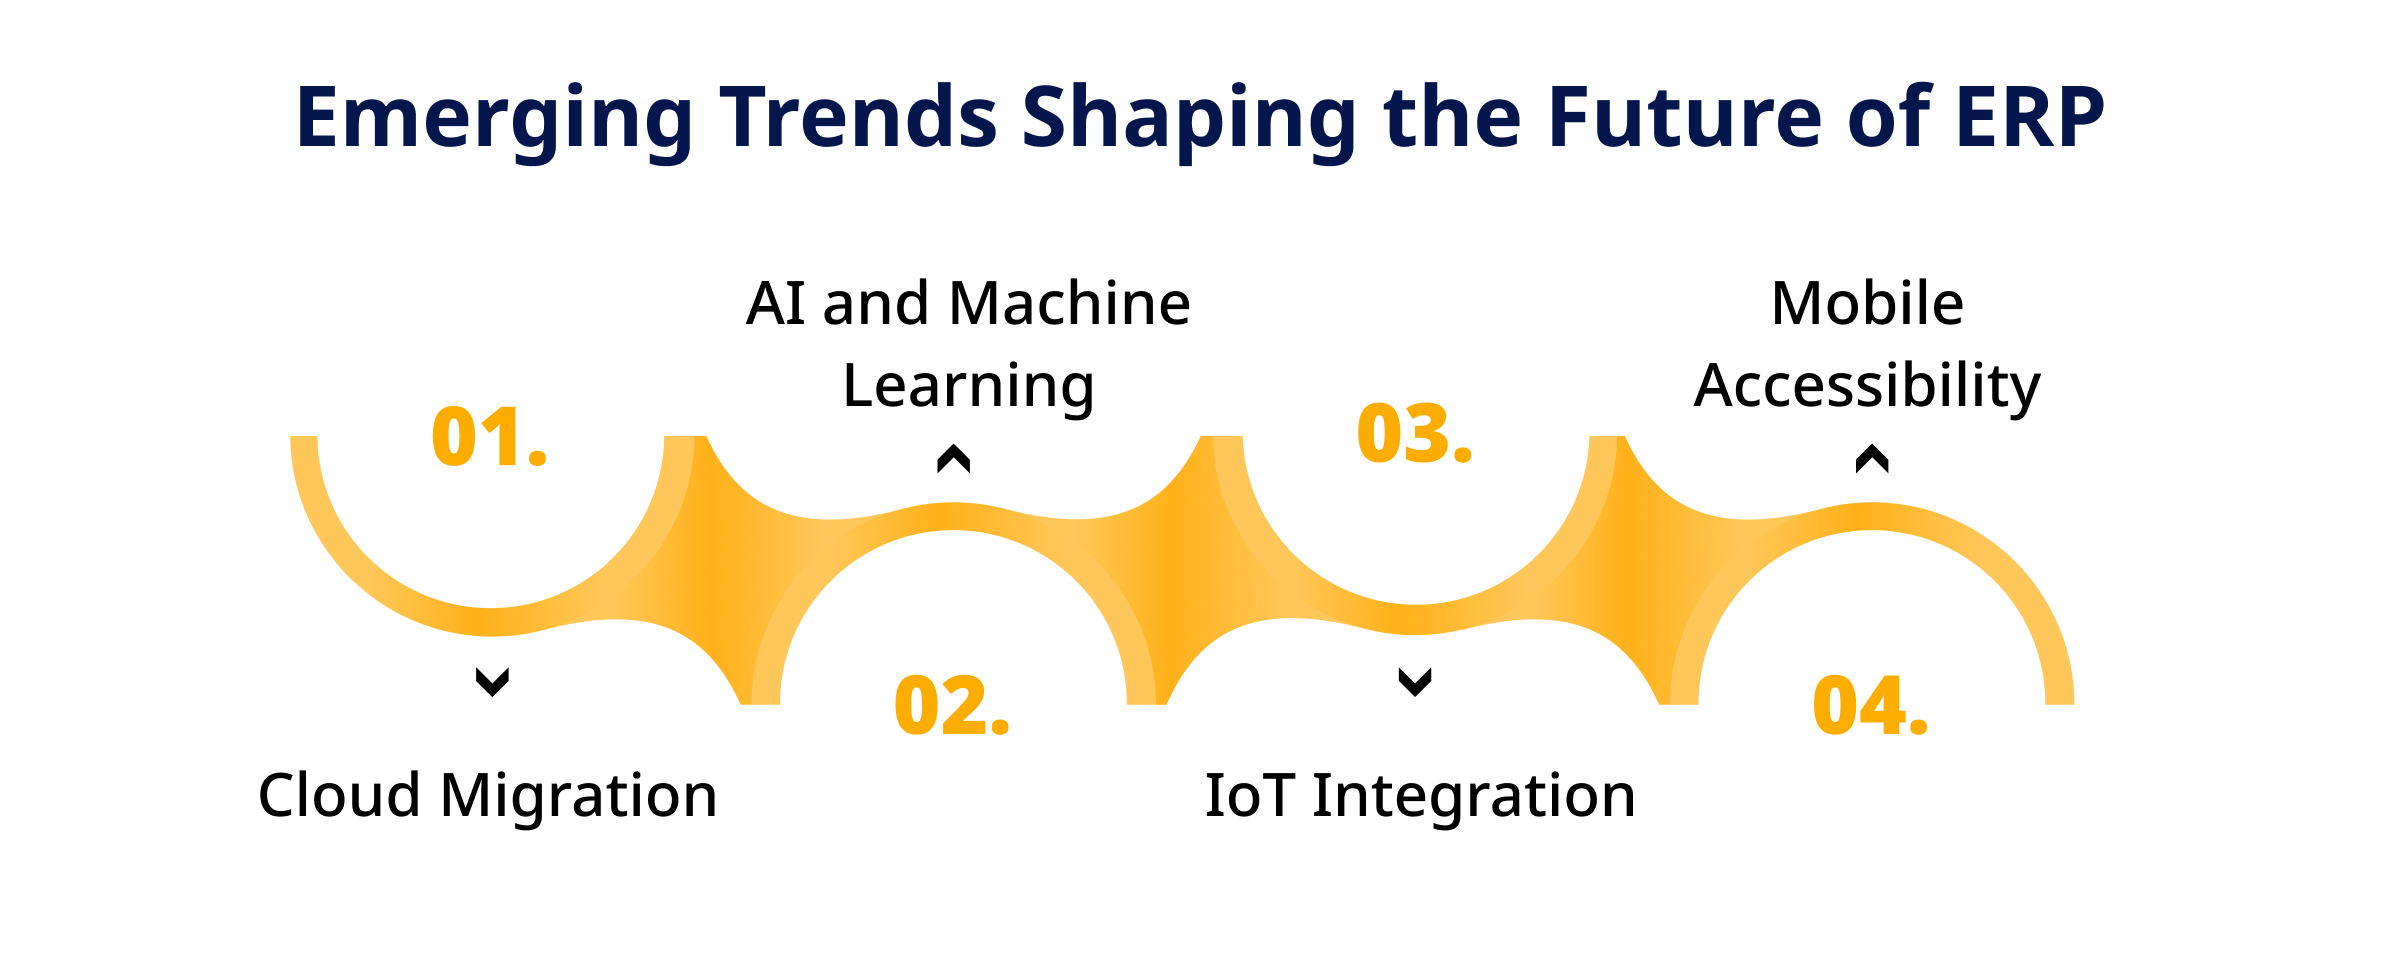 Emerging Trends Shaping the Future of ERP
01.
Cloud Migration
AI and Machine
Learning
02.
03.
IoT Integration
Mobile
Accessibility
04.